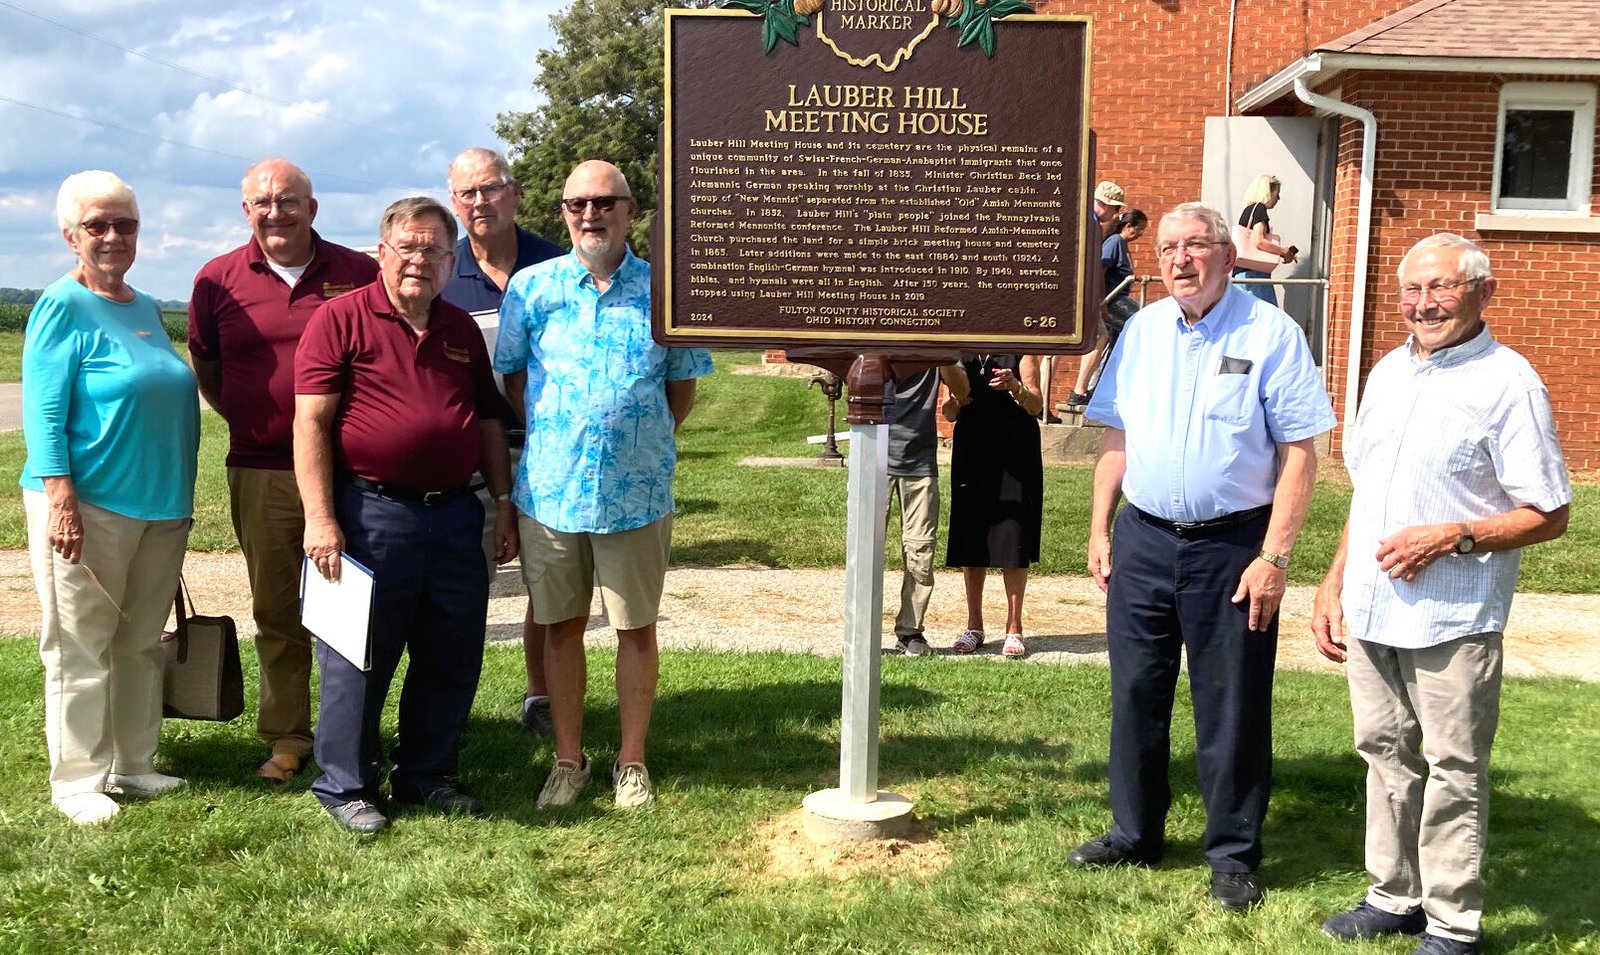 HISTORICAL
MARKER
LAUBER HILL
MEETING HOUSE
Lauber Hill Meeting House and its cemetery are the physical remains of a
unique community of Swiss-French-German-Anabaptist immigrants that once
flourished in the area. In the fall of 1835, Minister Christian Beck led
Alemannic German speaking worship at the Christian Lauber cabin. A
group of "New Mennist" separated from the established "Old" Amish Mennonite
churches. In 1852, Lauber Hill's "plain people" joined the Pennsylvania
Reformed Mennonite conference. The Lauber Hill Reformed Amish-Mennonite
Church purchased the land for a simple brick meeting house and cemetery
in 1865. Later additions were made to the east (1884) and south (1924). A
combination English-German hymnal was introduced in 1910. By 1949, services,
bibles, and hymnals were all in English. After 150 years, the congregation
stopped using Lauber Hill Meeting House in 2019.
FULTON COUNTY HISTORICAL SOCIETY
2024 OHIO HISTORY CONNECTION 6-26